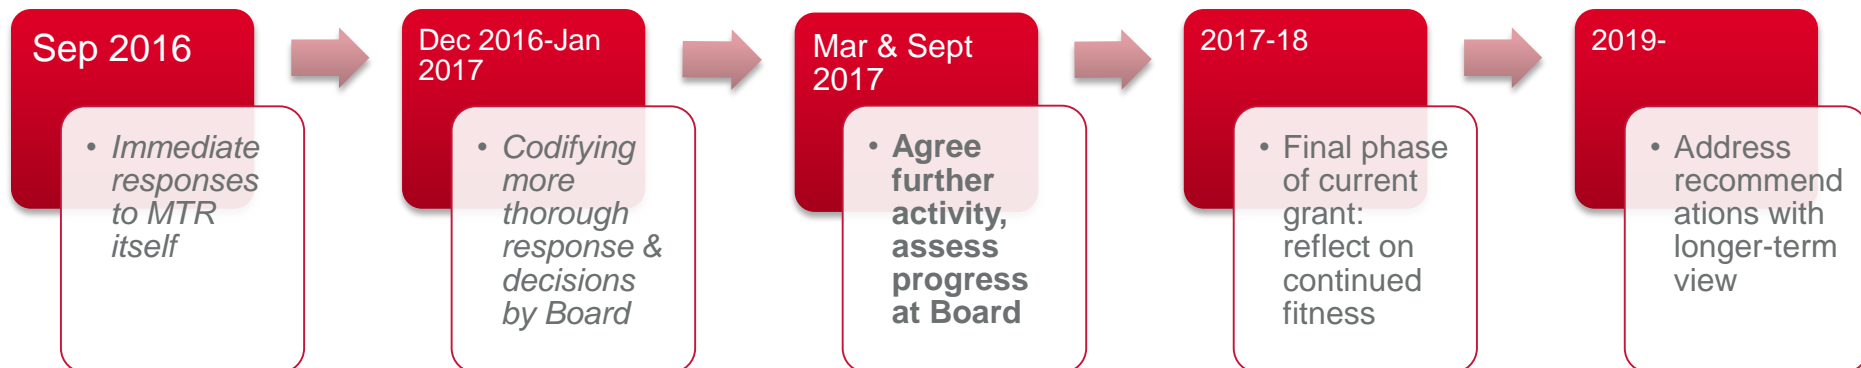 Sep 2016
• Immediate
responses
to MTR
itself
Dec 2016-Jan
2017
• Codifying
more
thorough
response &
decisions
by Board
Mar & Sept
2017
• Agree
further
activity,
assess
progress
at Board
2017-18
• Final phase
of current
grant:
reflect on
continued
fitness
2019-
• Address
recommend
ations with
longer-term
view